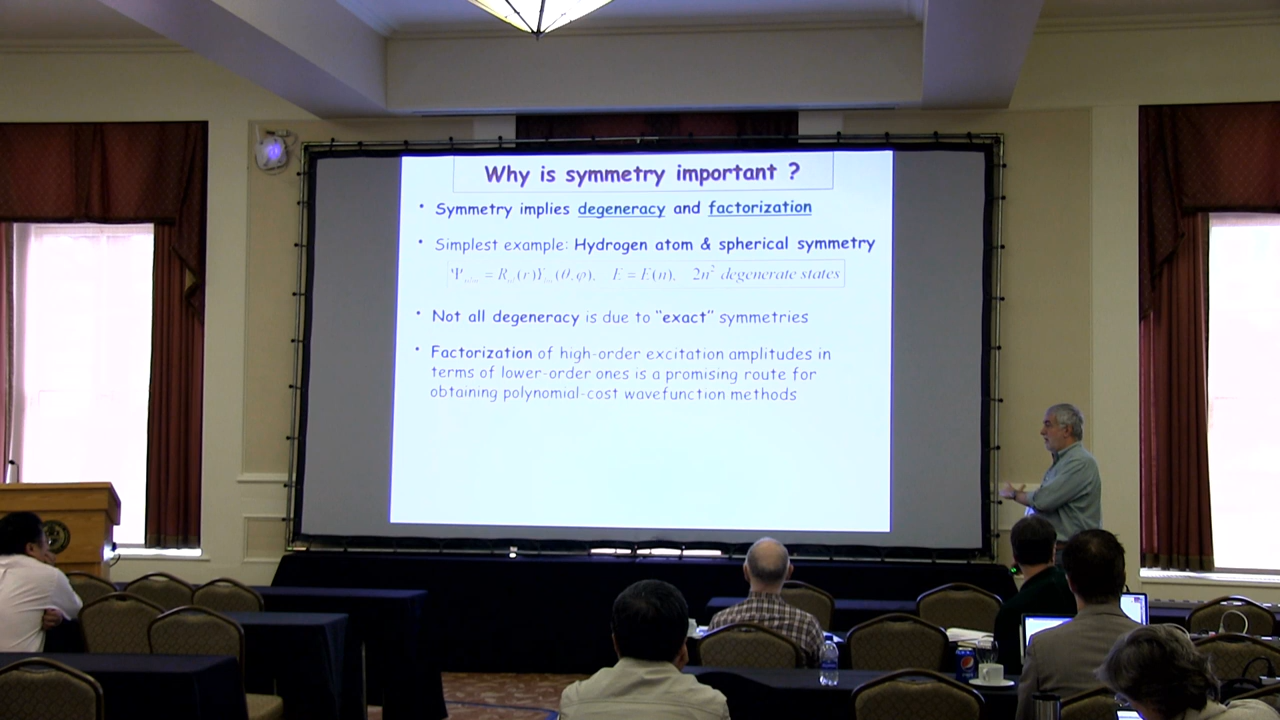 Why is symmetry important ?
• Symmetry implies degeneracy and factorization
• Simplest example: Hydrogen atom & spherical symmetry
Ψnlm = Rnl(r)Ylm(θ,φ), E = E(n), 2n² degenerate states
• Not all degeneracy is due to "exact" symmetries
• Factorization of high-order excitation amplitudes in
terms of lower-order ones is a promising route for
obtaining polynomial-cost wavefunction methods